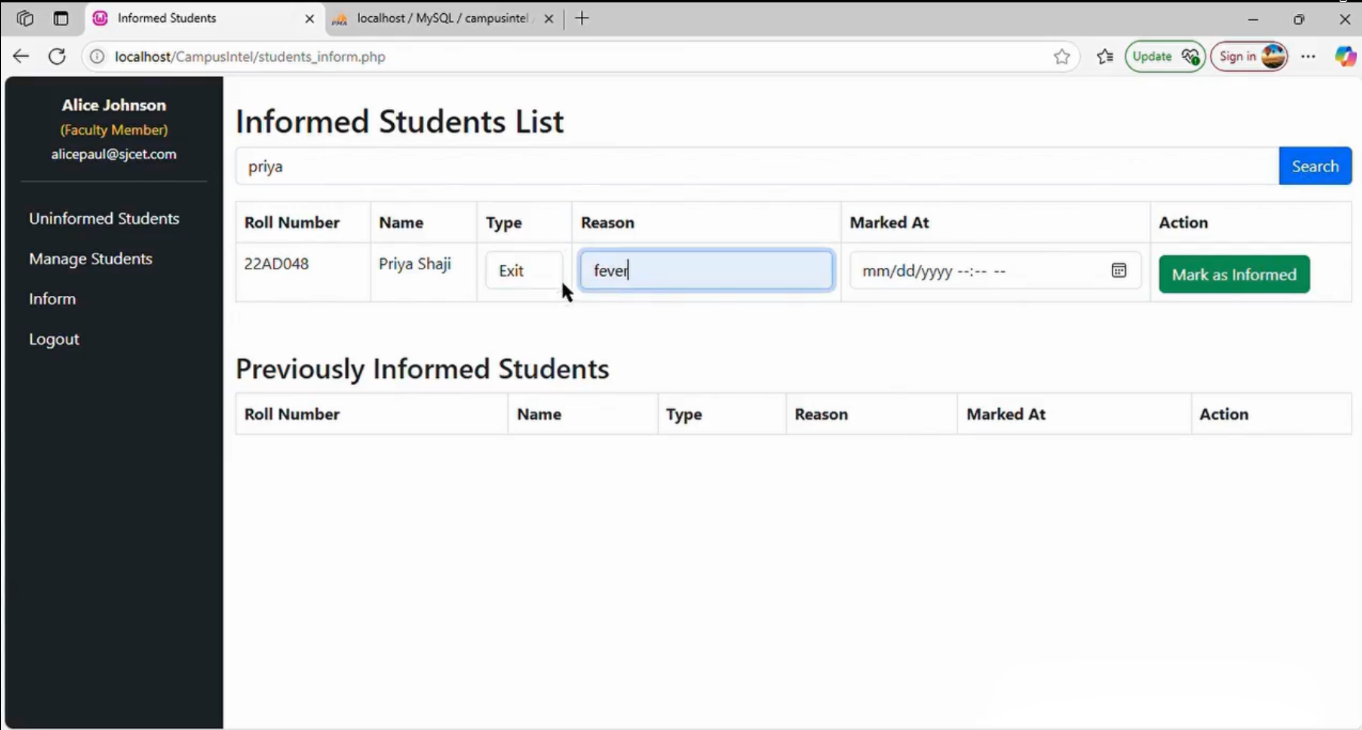 Informed Students
localhost / MySQL / campusintel
localhost/CampusIntel/students_inform.php
Update
Sign in
Alice Johnson
(Faculty Member)
alicepaul@sjcet.com
Uninformed Students
Manage Students
Inform
Logout
Informed Students List
priya
Search
Roll Number Name Type Reason Marked At Action
22AD048 Priya Shaji Exit fever mm/dd/yyyy --:-- -- Mark as Informed
Previously Informed Students
Roll Number Name Type Reason Marked At Action